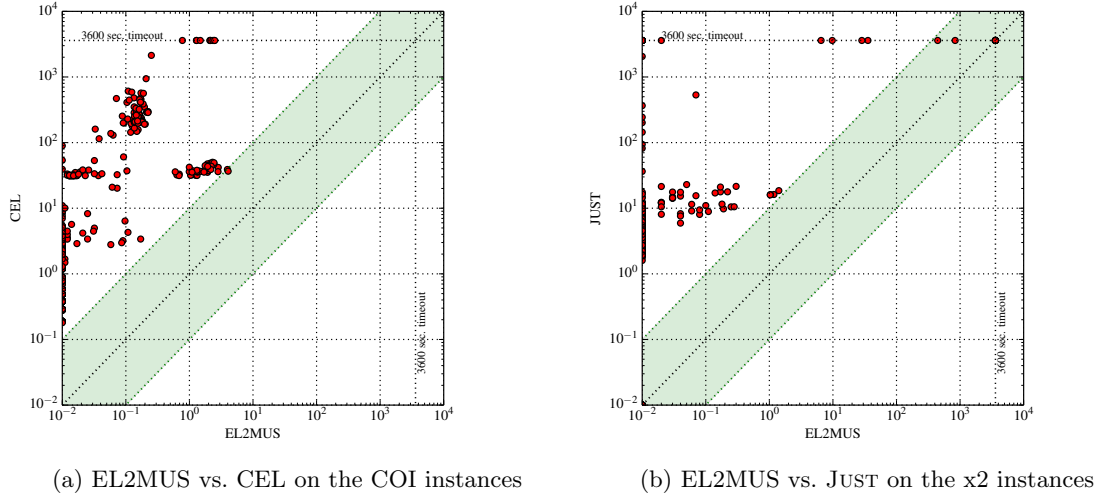 10^4
10^3
10^2
10^1
10^0
10^-1
10^-2
CEL
3600 sec. timeout
3600 sec. timeout
10^-2 10^-1 10^0 10^1 10^2 10^3 10^4
EL2MUS
(a) EL2MUS vs. CEL on the COI instances
10^4
10^3
10^2
10^1
10^0
10^-1
10^-2
JUST
3600 sec. timeout
3600 sec. timeout
10^-2 10^-1 10^0 10^1 10^2 10^3 10^4
EL2MUS
(b) EL2MUS vs. JUST on the x2 instances